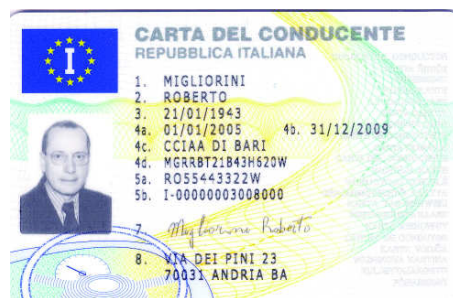 I
CARTA DEL CONDUCENTE
REPUBBLICA ITALIANA
1. MIGLIORINI
2. ROBERTO
3. 21/01/1943
4a. 01/01/2005 4b. 31/12/2009
4c. CCIAA DI BARI
4d. MGRRBT21B43H620W
5a. RO55443322W
5b. I-00000003008000
7. Migliorini Roberto
8. VIA DEI PINI 23
70031 ANDRIA BA